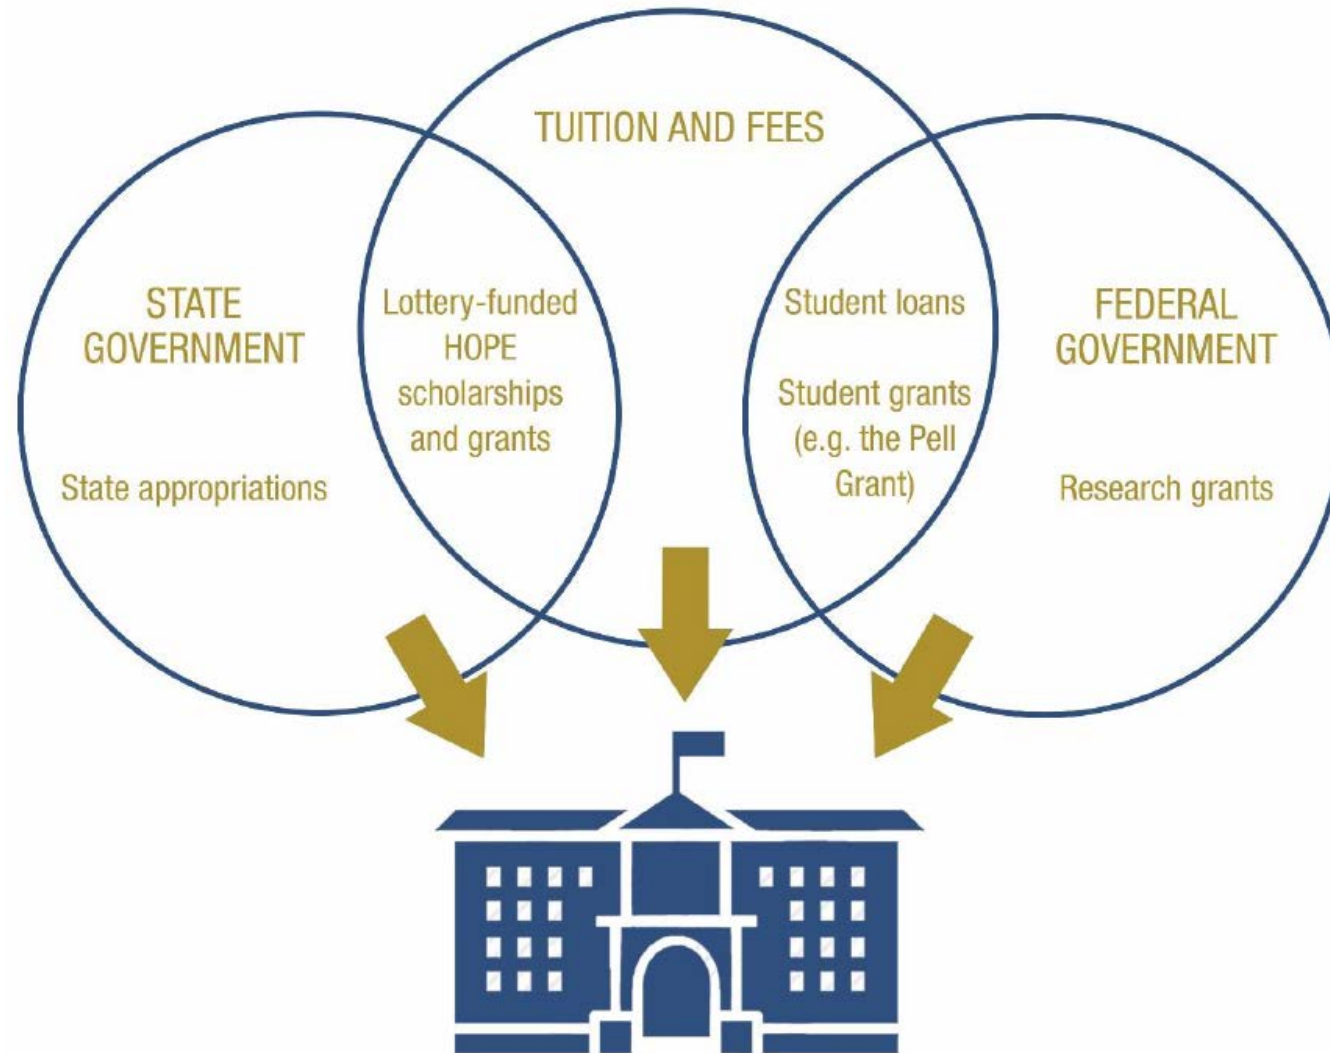 TUITION AND FEES
STATE
GOVERNMENT
State appropriations
Lottery-funded
HOPE
scholarships
and grants
Student loans
Student grants
(e.g. the Pell
Grant)
FEDERAL
GOVERNMENT
Research grants